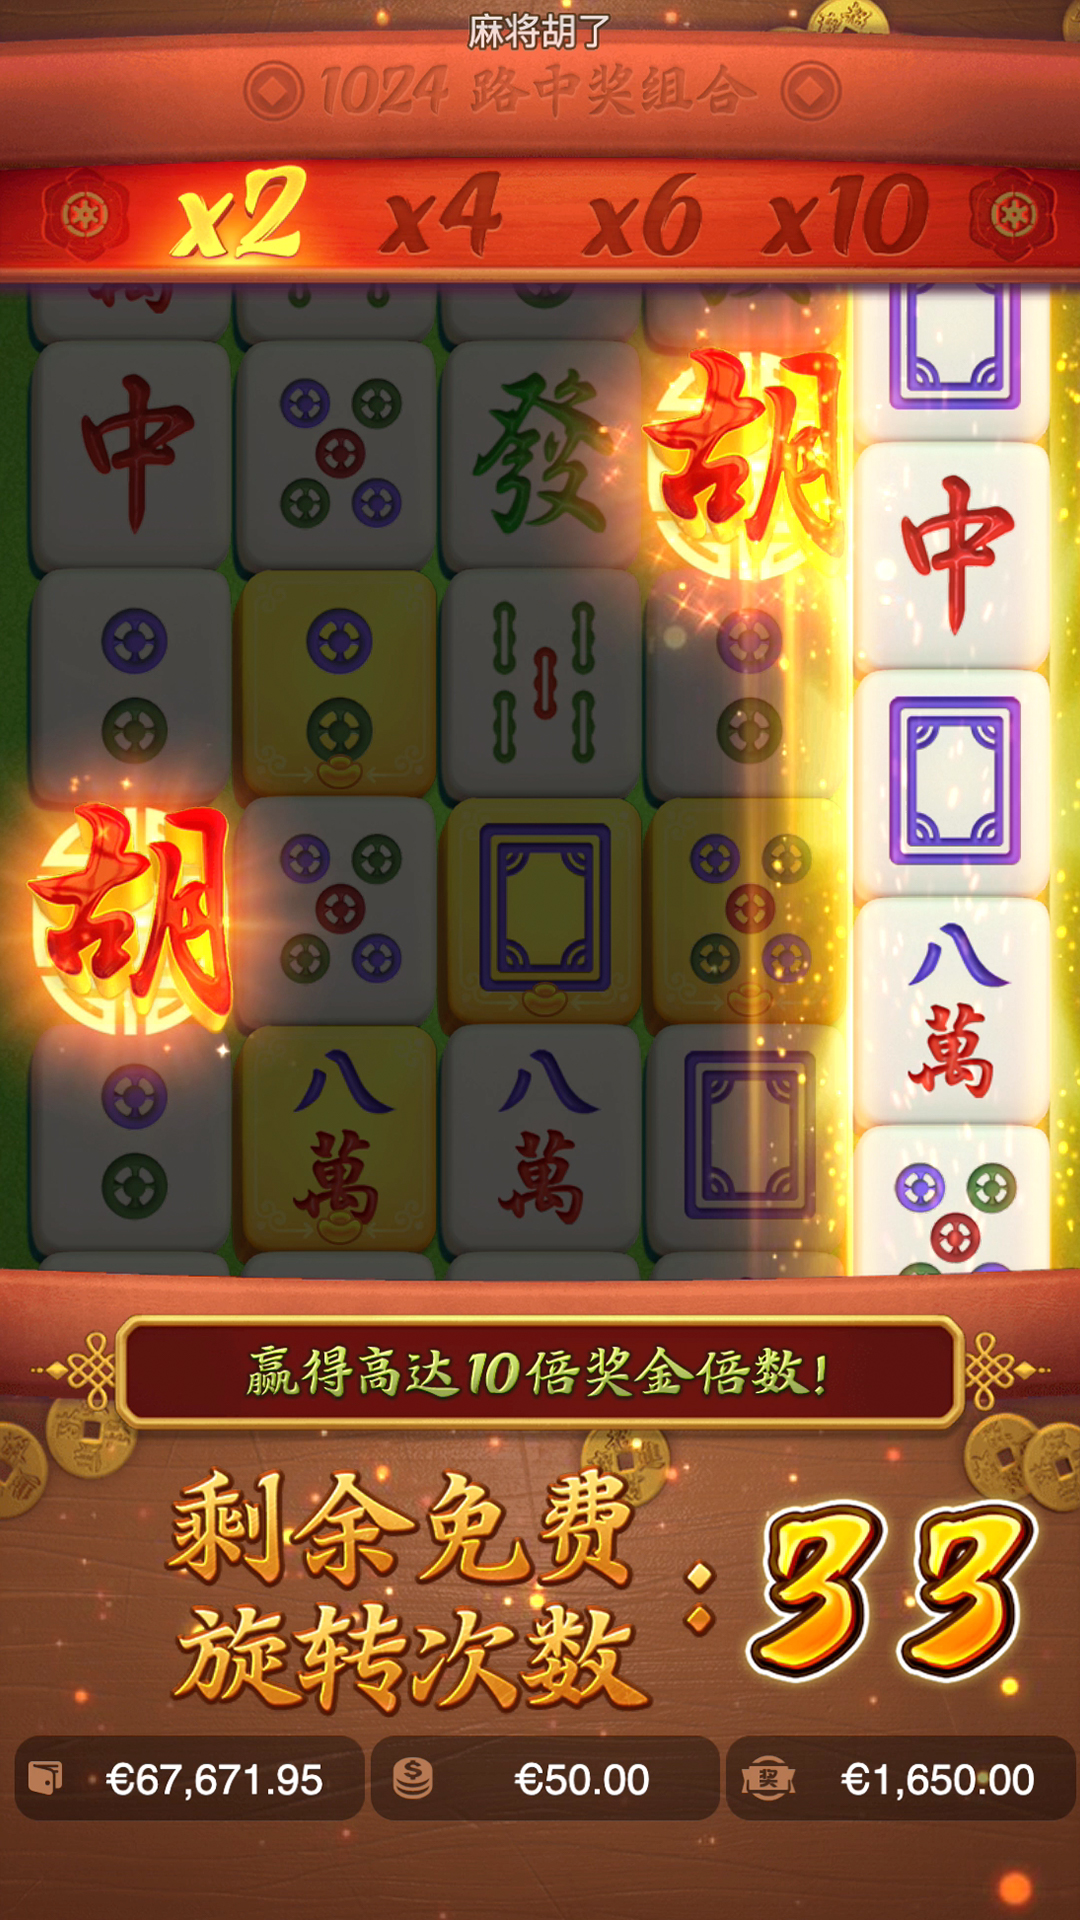 麻将胡了
1024 路中奖组合
x2 x4 x6 x10
萬
中 發 胡
中
胡
八 萬
八 萬 八 萬
赢得高达10倍奖金倍数!
剩余免费
旋转次数 : 33
€67,671.95 $ €50.00 奖 €1,650.00